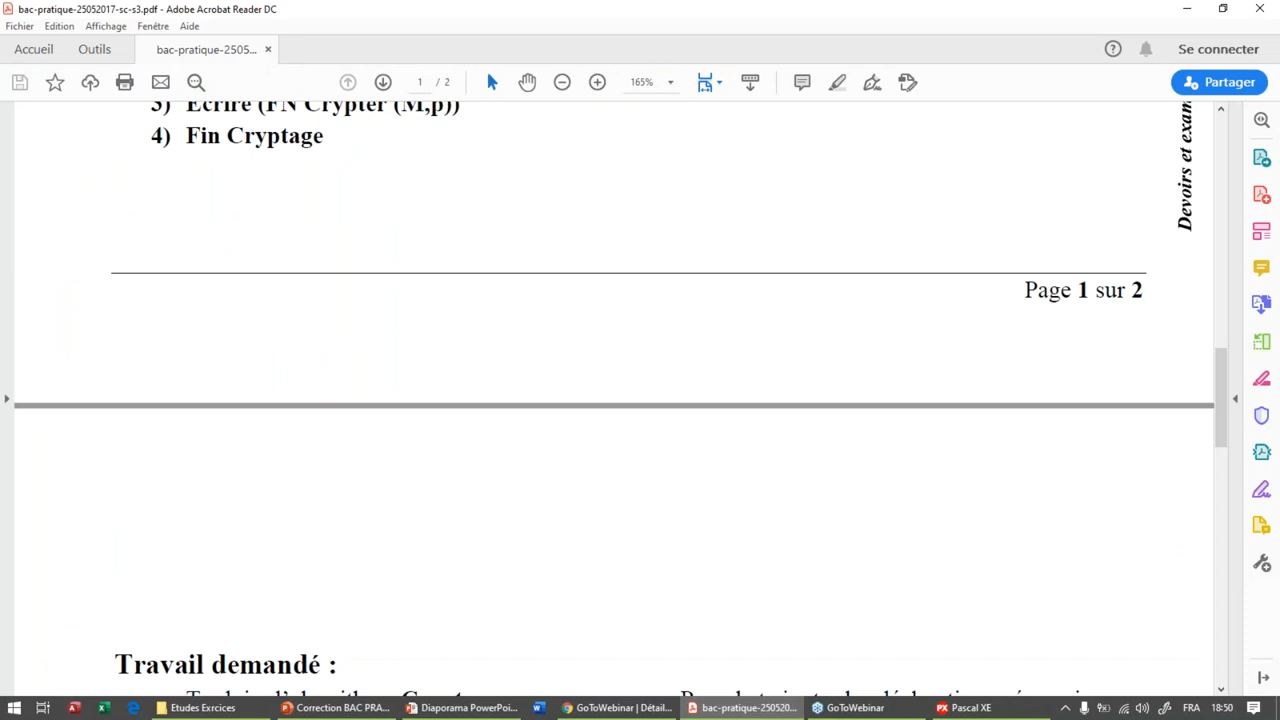 bac-pratique-25052017-sc-s3.pdf - Adobe Acrobat Reader DC
Fichier Edition Affichage Fenêtre Aide
Accueil Outils bac-pratique-2505... × Se connecter
1 / 2 165% Partager
3) Ecrire (FN Crypter (M,p))
4) Fin Cryptage
Devoirs et exam
Page 1 sur 2
Travail demandé :
Etudes Exrcices Correction BAC PRA... Diaporama PowerPoi... GoToWebinar | Détail... bac-pratique-250520... GoToWebinar Pascal XE FRA 18:50